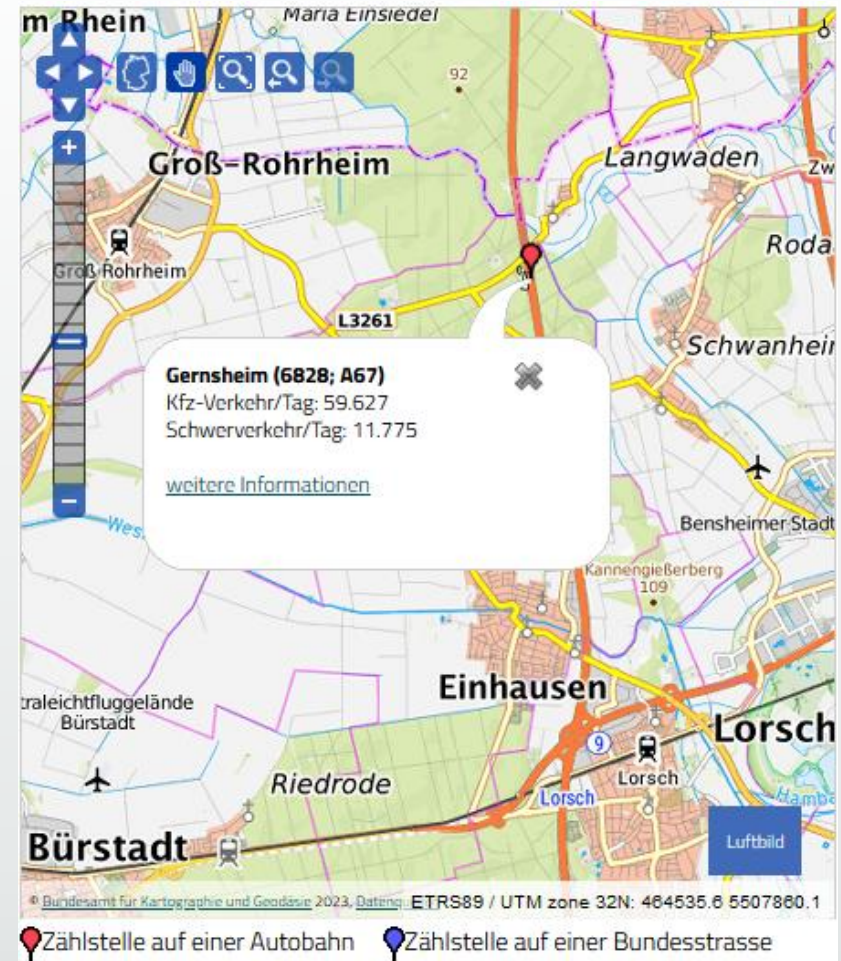 m Rhein
Maria Einsiedel
92
Groß-Rohrheim
Langwaden
Zw
Groß Rohrheim
Roda
L3261
Schwanhei
Gernsheim (6828; A67)
Kfz-Verkehr/Tag: 59.627
Schwerverkehr/Tag: 11.775
weitere Informationen
Wes
Bensheimer Stadt
Kannengießerberg
109
Einhausen
traleichtfluggelände
Bürstadt
9
Lorsch
Lorsch
Riedrode
Lorsch
Hamb
Bürstadt
Luftbild
© Bundesamt für Kartographie und Geodäsie 2023, Dateng
ETRS89 / UTM zone 32N: 464535.6 5507860.1
Zählstelle auf einer Autobahn
Zählstelle auf einer Bundesstrasse